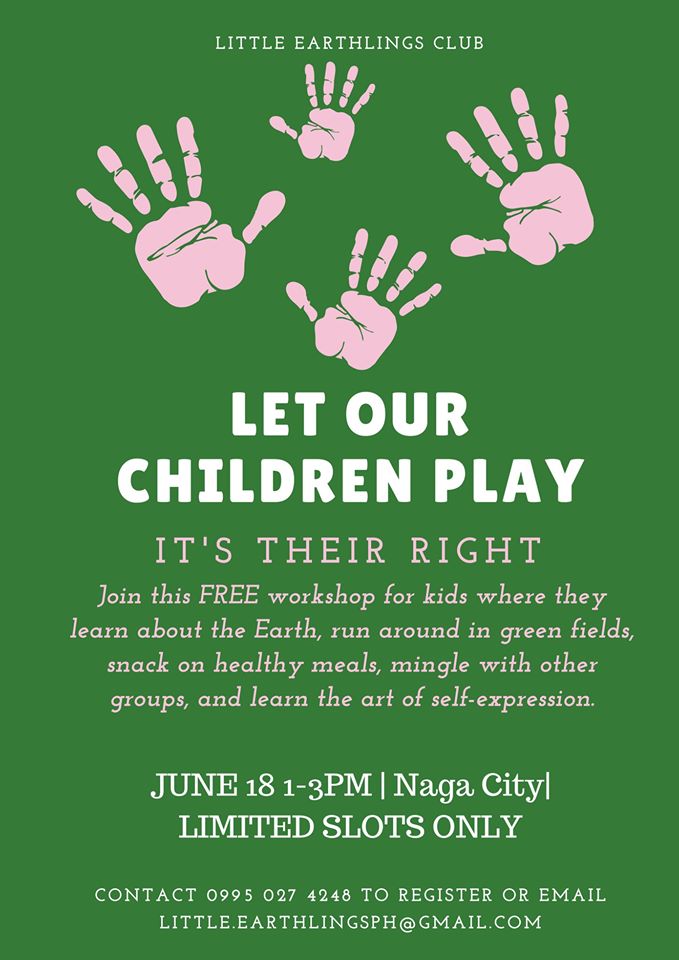 LITTLE EARTHLINGS CLUB
LET OUR
CHILDREN PLAY
IT'S THEIR RIGHT
Join this FREE workshop for kids where they
learn about the Earth, run around in green fields,
snack on healthy meals, mingle with other
groups, and learn the art of self-expression.
JUNE 18 1-3PM | Naga City|
LIMITED SLOTS ONLY
CONTACT 0995 027 4248 TO REGISTER OR EMAIL
LITTLE.EARTHLINGSPH@GMAIL.COM